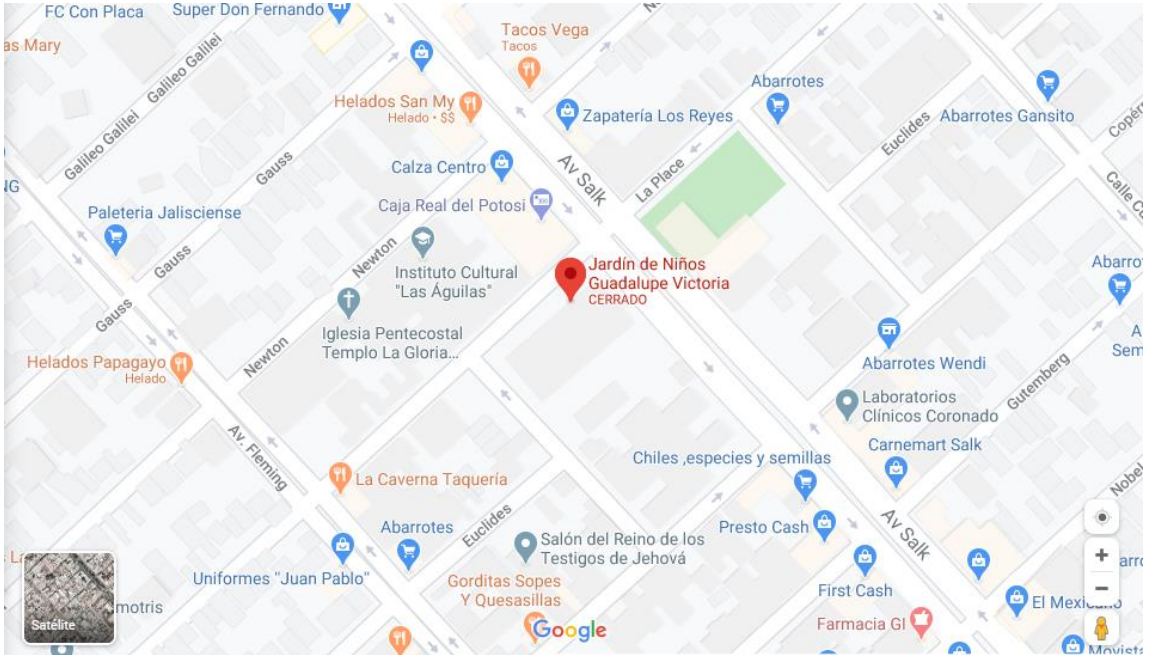 FC Con Placa
Super Don Fernando
as Mary
Tacos Vega
Tacos
Galileo Galilei
Galileo Galilei
Helados San My
Helado • $$
Zapatería Los Reyes
Abarrotes
Abarrotes Gansito
Euclides
Gauss
Calza Centro
Av Salk
La Place
Paleteria Jalisciense
Caja Real del Potosi
Newton
Gauss
Instituto Cultural
"Las Águilas"
Jardín de Niños
Guadalupe Victoria
CERRADO
Gauss
Iglesia Pentecostal
Templo La Gloria...
Newton
Helados Papagayo
Helado
Abarrotes Wendi
Laboratorios
Clínicos Coronado
Gutemberg
Av. Fleming
Carnemart Salk
Chiles ,especies y semillas
La Caverna Taquería
Abarrotes
Euclides
Salón del Reino de los
Testigos de Jehová
Presto Cash
Av Salk
Uniformes "Juan Pablo"
Gorditas Sopes
Y Quesasillas
First Cash
Farmacia GI
Satélite
Google